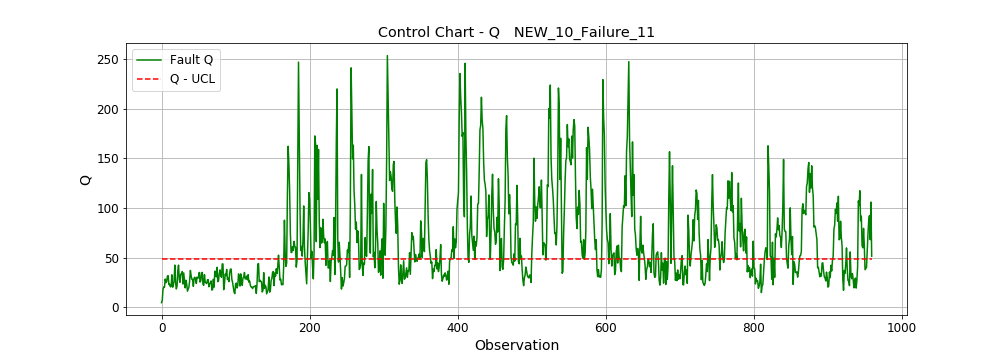 Control Chart - Q   NEW_10_Failure_11
Fault Q
Q - UCL
Q
250
200
150
100
50
0
0 200 400 600 800 1000
Observation